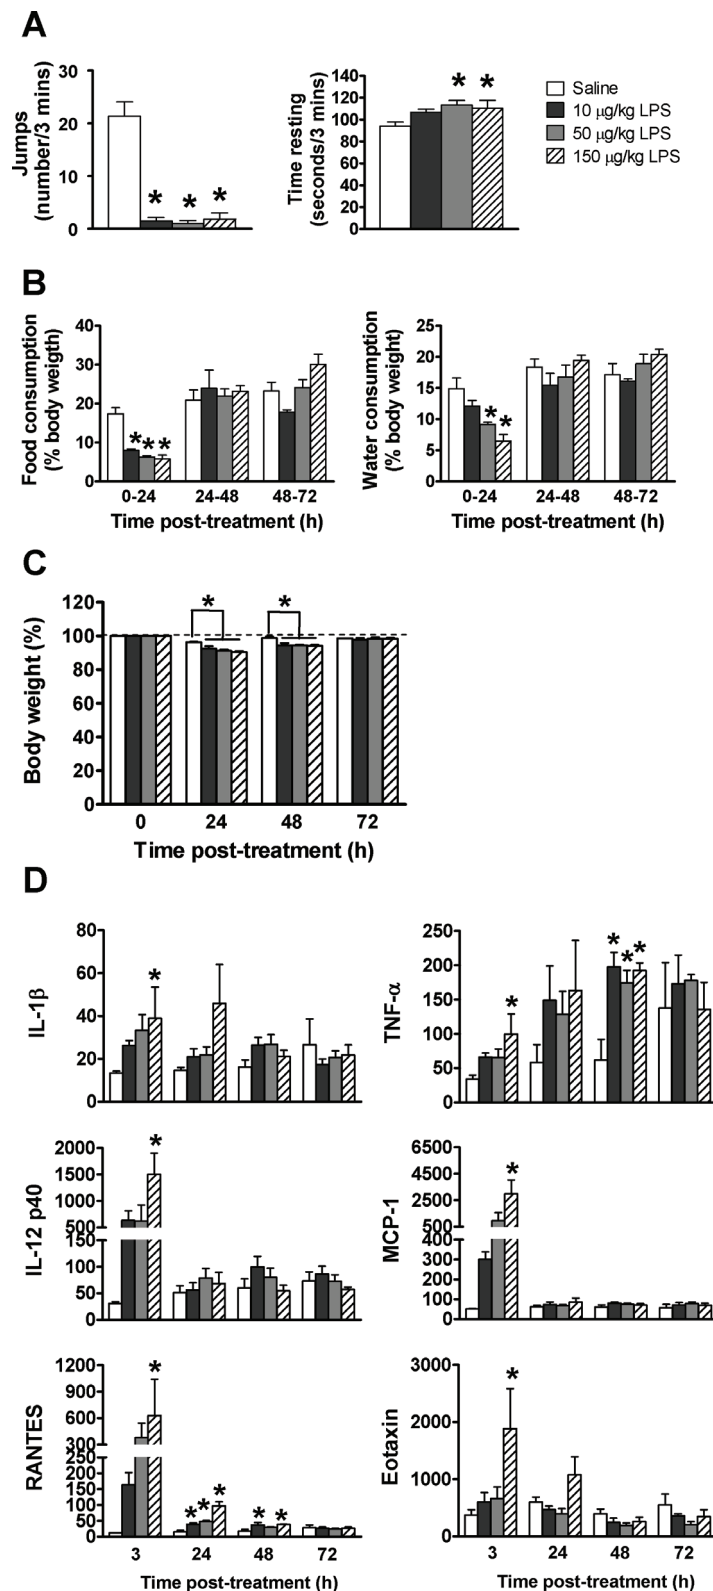 A
Jumps
(number/3 mins)
30
20
10
0
* * *
Time resting
(seconds/3 mins)
140
120
100
80
60
40
20
0
* *
Saline
10 µg/kg LPS
50 µg/kg LPS
150 µg/kg LPS
B
Food consumption
(% body weigth)
40
30
20
10
0
* * *
0-24 24-48 48-72
Time post-treatment (h)
Water consumption
(% body weight)
25
20
15
10
5
0
* *
0-24 24-48 48-72
Time post-treatment (h)
C
Body weight (%)
120
100
80
60
40
20
0
* *
0 24 48 72
Time post-treatment (h)
D
IL-1β
80
60
40
20
0
*
TNF-α
250
200
150
100
50
0
* * * *
IL-12 p40
2000
1500
1000
500
150
100
50
0
*
MCP-1
6500
4500
2500
500
400
300
200
100
0
*
RANTES
1200
900
600
300
250
200
150
100
50
0
* * * * * *
3 24 48 72
Time post-treatment (h)
Eotaxin
3000
2000
1000
0
*
3 24 48 72
Time post-treatment (h)